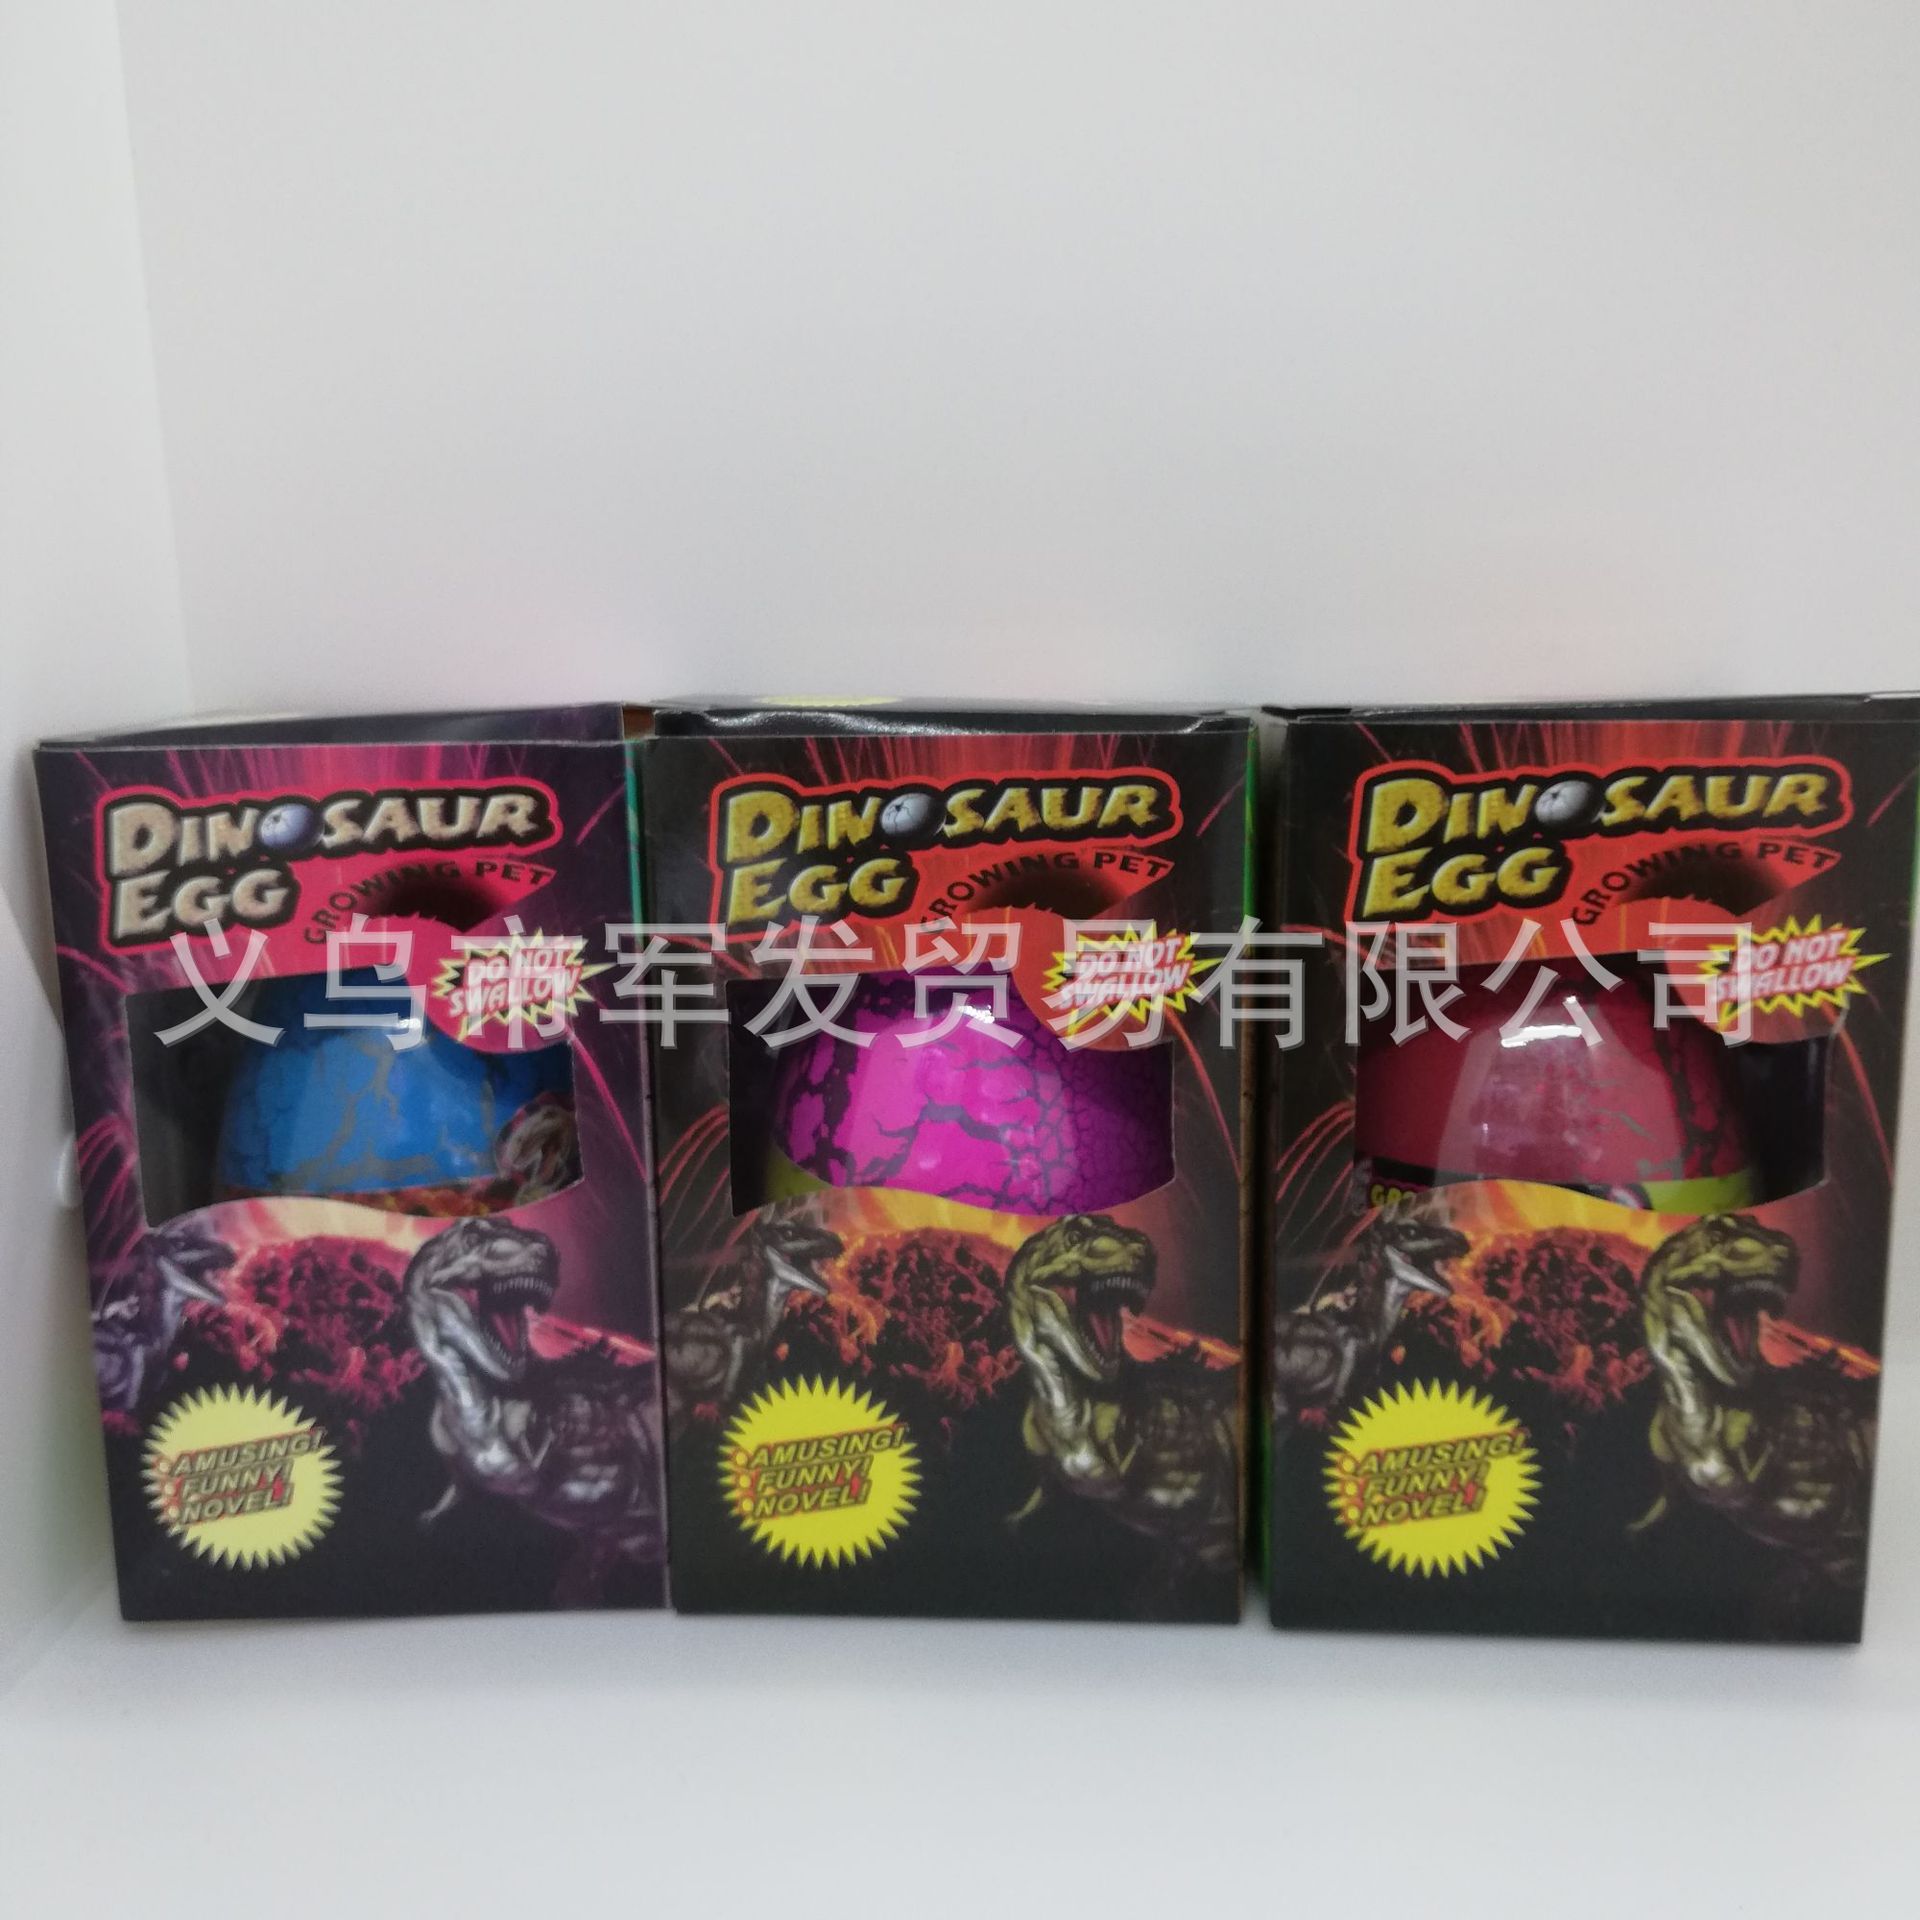 DINOSAUR
EGG
GROWING PET
DO NOT
SWALLOW
AMUSING!
FUNNY!
NOVEL!
DINOSAUR
EGG
GROWING PET
DO NOT
SWALLOW
AMUSING!
FUNNY!
NOVEL!
DINOSAUR
EGG
GROWING PET
DO NOT
SWALLOW
AMUSING!
FUNNY!
NOVEL!
义乌市军发贸易有限公司